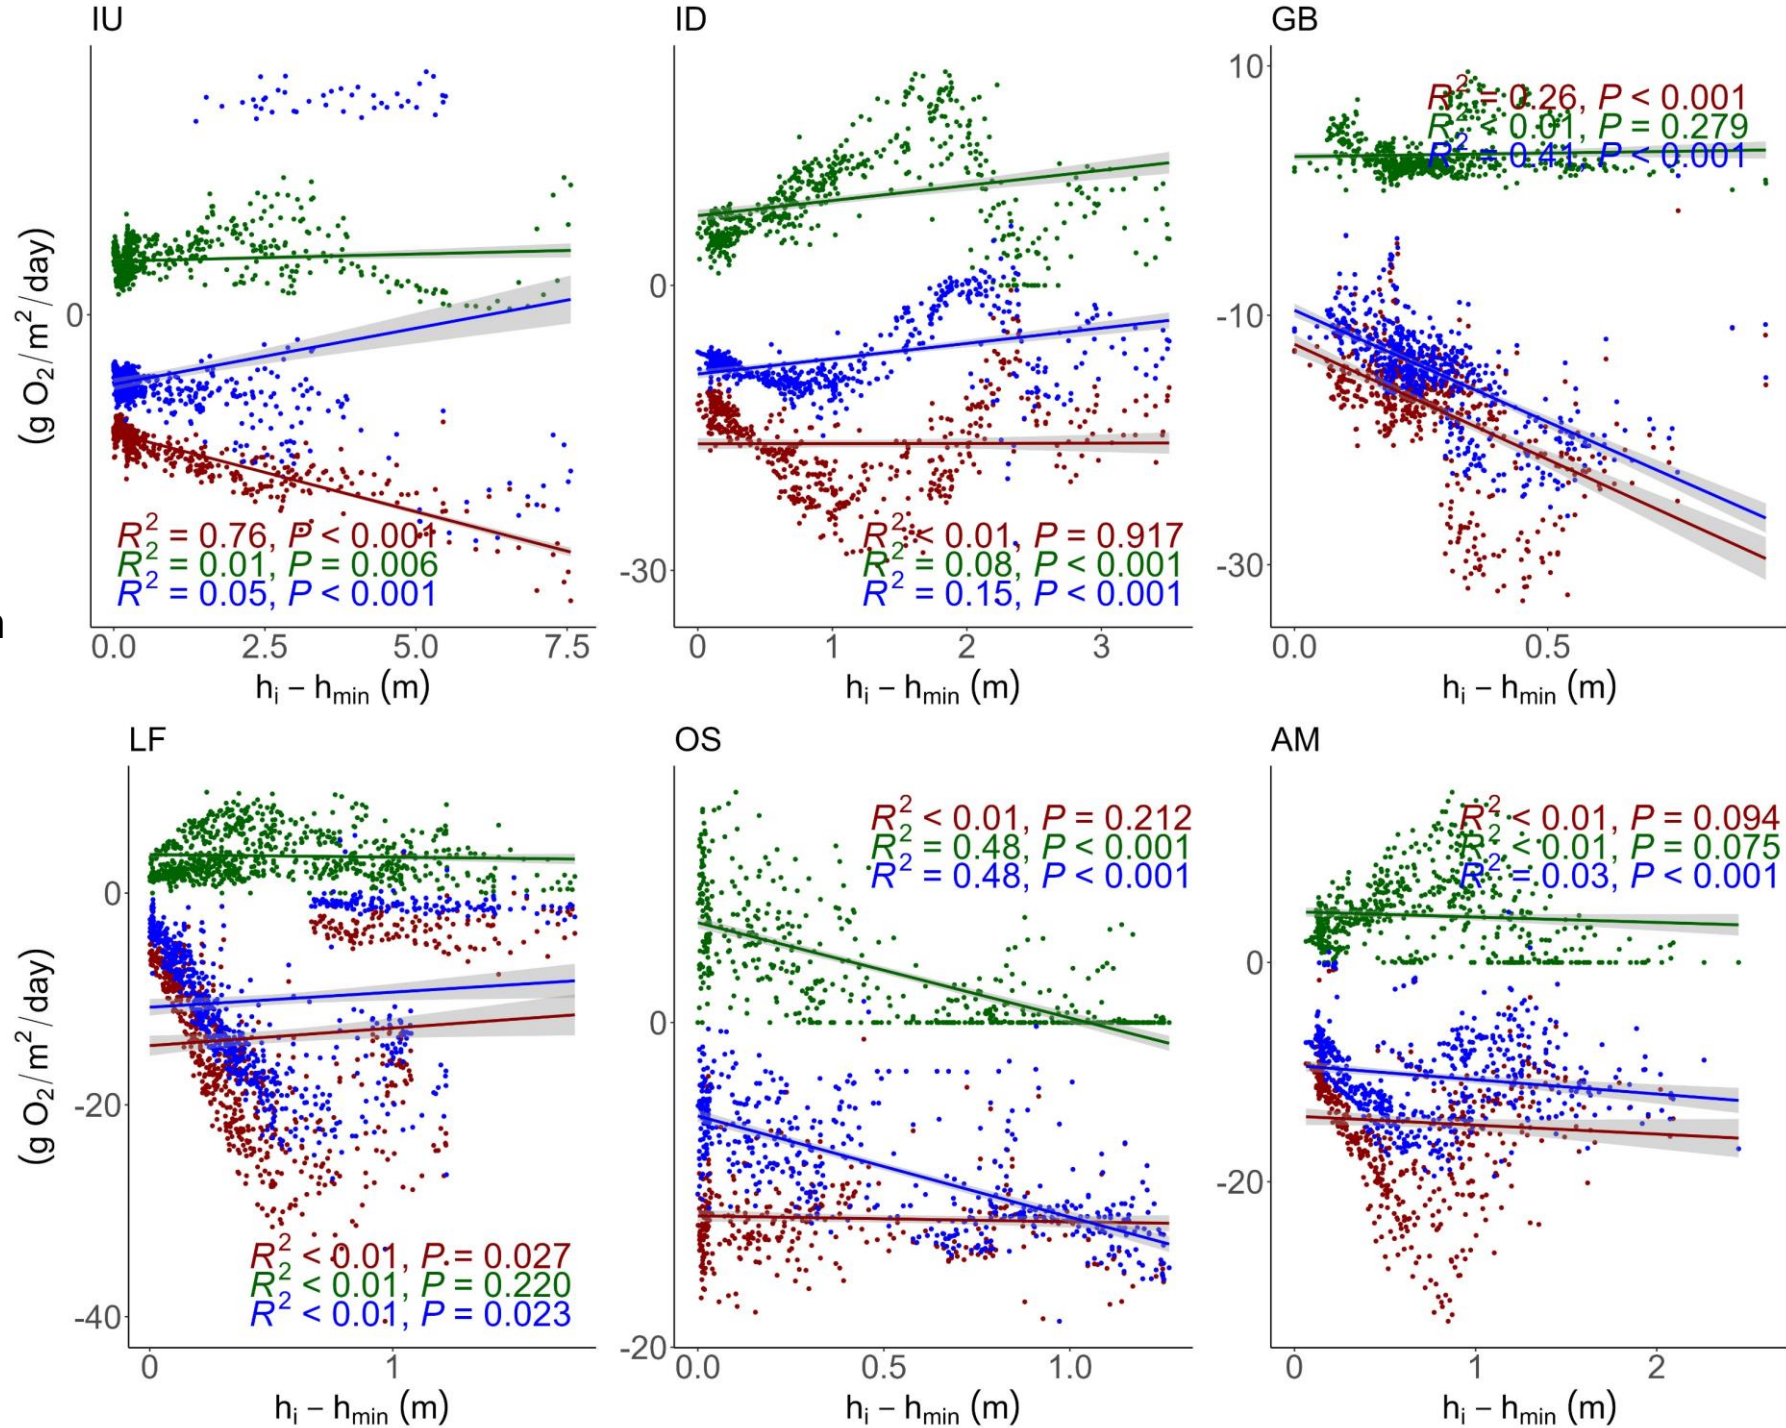 IU
ID
GB
(g O₂/m²/day)
0
R² = 0.76, P < 0.001
R² = 0.01, P = 0.006
R² = 0.05, P < 0.001
0.0 2.5 5.0 7.5
hᵢ – hₘᵢₙ (m)
0
-30
R² < 0.01, P = 0.917
R² = 0.08, P < 0.001
R² = 0.15, P < 0.001
0 1 2 3
hᵢ – hₘᵢₙ (m)
10
-10
-30
R² = 0.26, P < 0.001
R² < 0.01, P = 0.279
R² = 0.41, P < 0.001
0.0 0.5
hᵢ – hₘᵢₙ (m)
LF
OS
AM
(g O₂/m²/day)
0
-20
-40
R² < 0.01, P = 0.027
R² < 0.01, P = 0.220
R² < 0.01, P = 0.023
0 1
hᵢ – hₘᵢₙ (m)
0
-20
R² < 0.01, P = 0.212
R² = 0.48, P < 0.001
R² = 0.48, P < 0.001
0.0 0.5 1.0
hᵢ – hₘᵢₙ (m)
0
-20
R² < 0.01, P = 0.094
R² < 0.01, P = 0.075
R² = 0.03, P < 0.001
0 1 2
hᵢ – hₘᵢₙ (m)